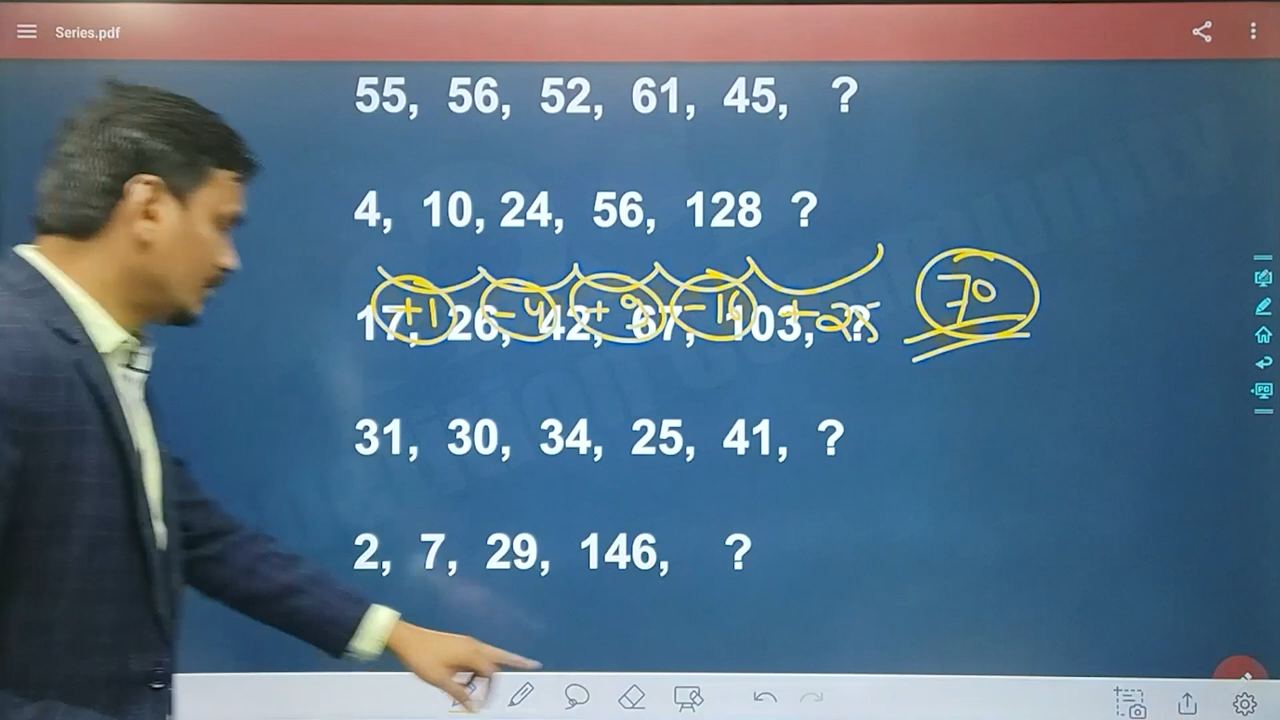 Series.pdf
55, 56, 52, 61, 45, ?
4, 10, 24, 56, 128 ?
+1 -4 +9 -16 +-25 70
17, 26, 42, 67, 103, ?
31, 30, 34, 25, 41, ?
2, 7, 29, 146, ?